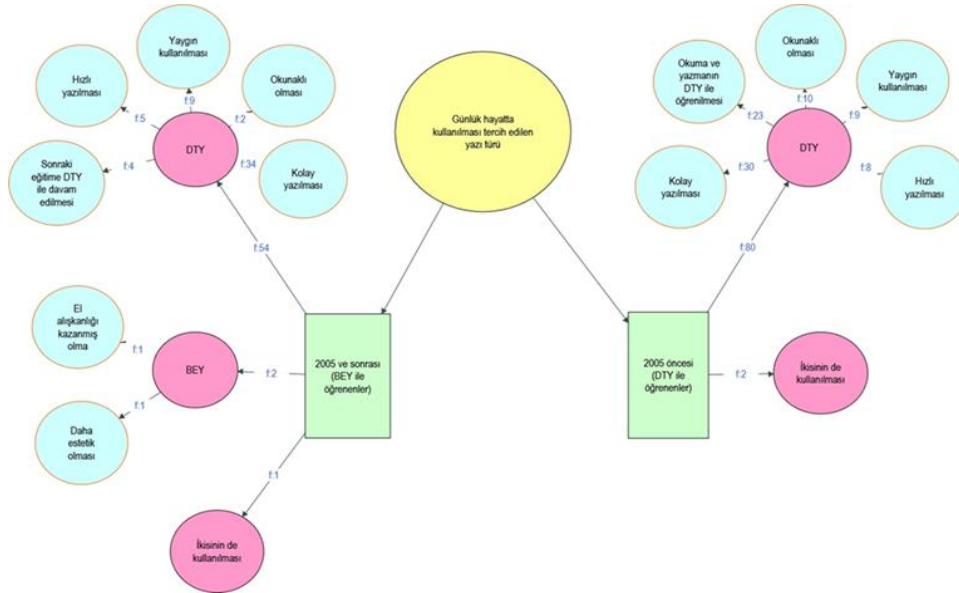 Günlük hayatta
kullanılması tercih edilen
yazı türü
Yaygın
kullanılması
Hızlı
yazılması
Okunaklı
olması
Sonraki
eğitime DTY
ile davam
edilmesi
Kolay
yazılması
DTY
f:9
f:5
f:2
f:4
f:34
f:54
El
alışkanlığı
kazanmış
olma
f:1
BEY
f:2
f:1
Daha
estetik
olması
2005 ve sonrası
(BEY ile
öğrenenler)
f:1
İkisinin de
kullanılması
Okunaklı
olması
Okuma ve
yazmanın
DTY ile
öğrenilmesi
Yaygın
kullanılması
Kolay
yazılması
Hızlı
yazılması
DTY
f:10
f:23
f:9
f:30
f:8
f:80
2005 öncesi
(DTY ile
öğrenenler)
f:2
İkisinin de
kullanılması